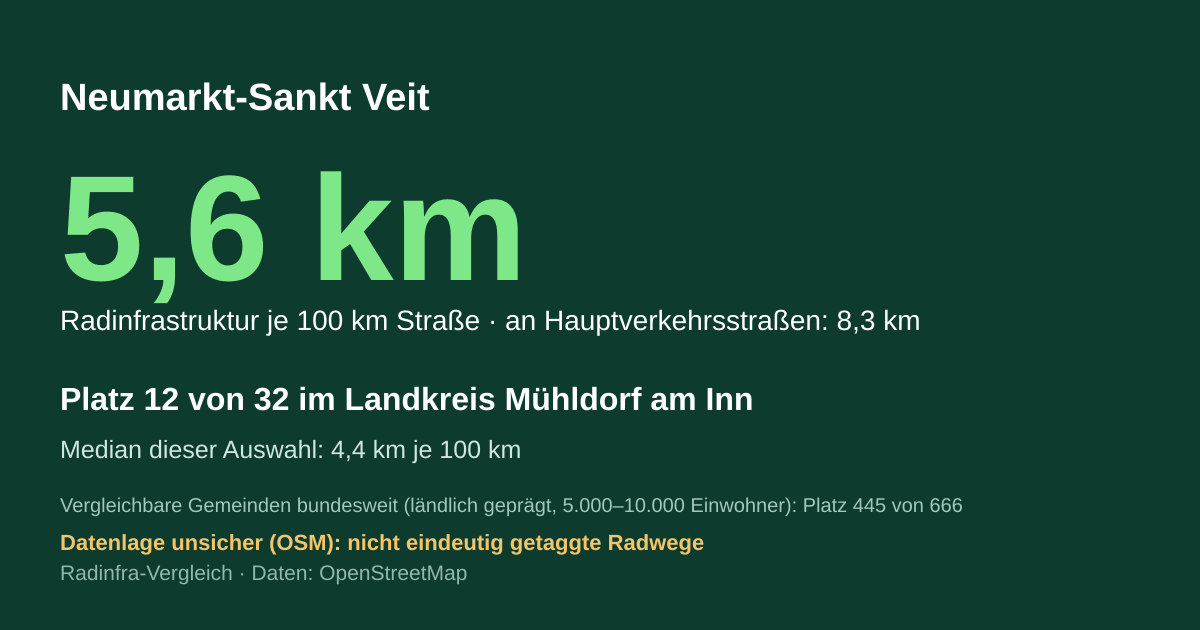 Neumarkt-Sankt Veit
5,6 km
Radinfrastruktur je 100 km Straße · an Hauptverkehrsstraßen: 8,3 km
Platz 12 von 32 im Landkreis Mühldorf am Inn
Median dieser Auswahl: 4,4 km je 100 km
Vergleichbare Gemeinden bundesweit (ländlich geprägt, 5.000–10.000 Einwohner): Platz 445 von 666
Datenlage unsicher (OSM): nicht eindeutig getaggte Radwege
Radinfra-Vergleich · Daten: OpenStreetMap